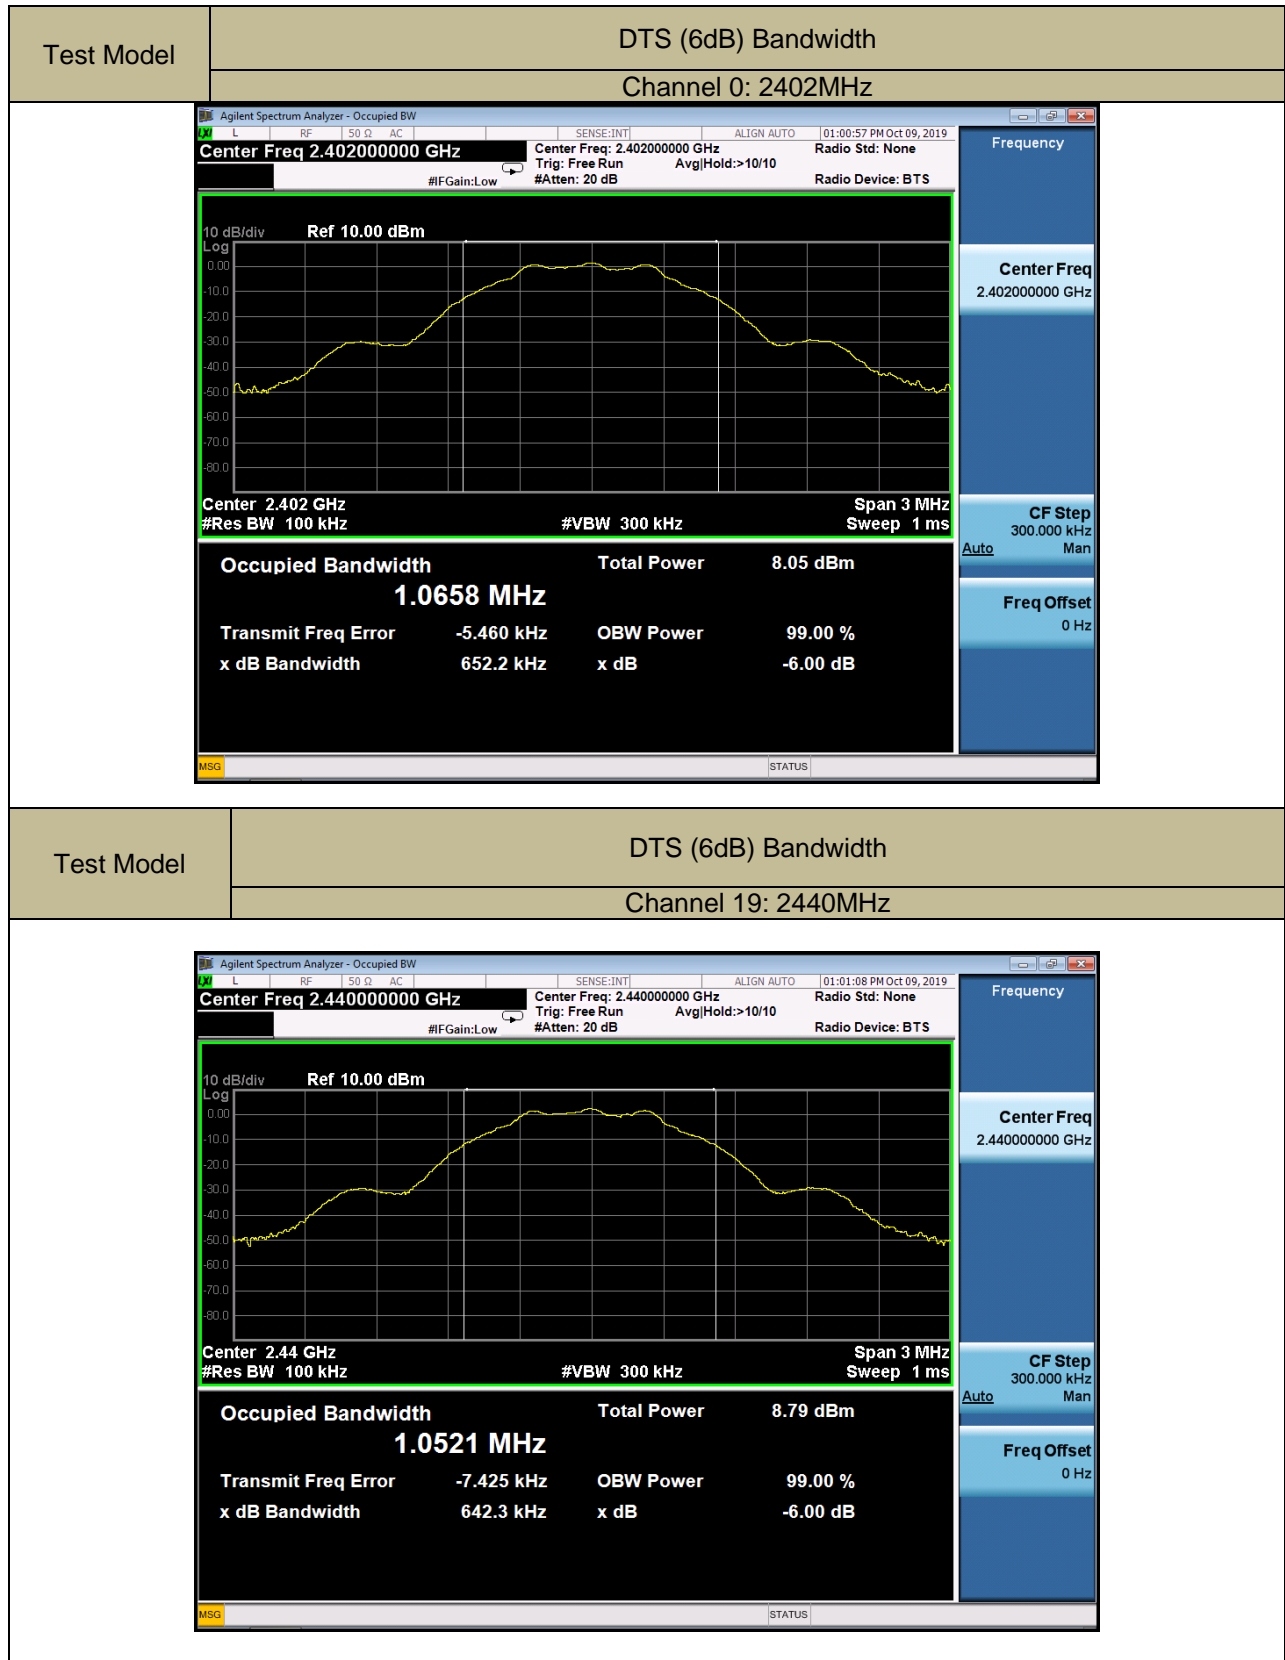 Test Model
DTS (6dB) Bandwidth
Channel 0: 2402MHz
Agilent Spectrum Analyzer - Occupied BW
LXI L RF 50 Ω AC SENSE:INT ALIGN AUTO 01:00:57 PM Oct 09, 2019
Center Freq 2.402000000 GHz
Center Freq: 2.402000000 GHz
Radio Std: None
Trig: Free Run Avg|Hold:>10/10
#IFGain:Low
#Atten: 20 dB
Radio Device: BTS
Frequency
10 dB/div Ref 10.00 dBm
Log
0.00
-10.0
-20.0
-30.0
-40.0
-50.0
-60.0
-70.0
-80.0
Center 2.402 GHz Span 3 MHz
#Res BW 100 kHz #VBW 300 kHz Sweep 1 ms
Center Freq
2.402000000 GHz
CF Step
300.000 kHz
Auto Man
Freq Offset
0 Hz
Occupied Bandwidth Total Power 8.05 dBm
1.0658 MHz
Transmit Freq Error -5.460 kHz OBW Power 99.00 %
x dB Bandwidth 652.2 kHz x dB -6.00 dB
MSG STATUS
Test Model
DTS (6dB) Bandwidth
Channel 19: 2440MHz
Agilent Spectrum Analyzer - Occupied BW
LXI L RF 50 Ω AC SENSE:INT ALIGN AUTO 01:01:08 PM Oct 09, 2019
Center Freq 2.440000000 GHz
Center Freq: 2.440000000 GHz
Radio Std: None
Trig: Free Run Avg|Hold:>10/10
#IFGain:Low
#Atten: 20 dB
Radio Device: BTS
Frequency
10 dB/div Ref 10.00 dBm
Log
0.00
-10.0
-20.0
-30.0
-40.0
-50.0
-60.0
-70.0
-80.0
Center 2.44 GHz Span 3 MHz
#Res BW 100 kHz #VBW 300 kHz Sweep 1 ms
Center Freq
2.440000000 GHz
CF Step
300.000 kHz
Auto Man
Freq Offset
0 Hz
Occupied Bandwidth Total Power 8.79 dBm
1.0521 MHz
Transmit Freq Error -7.425 kHz OBW Power 99.00 %
x dB Bandwidth 642.3 kHz x dB -6.00 dB
MSG STATUS